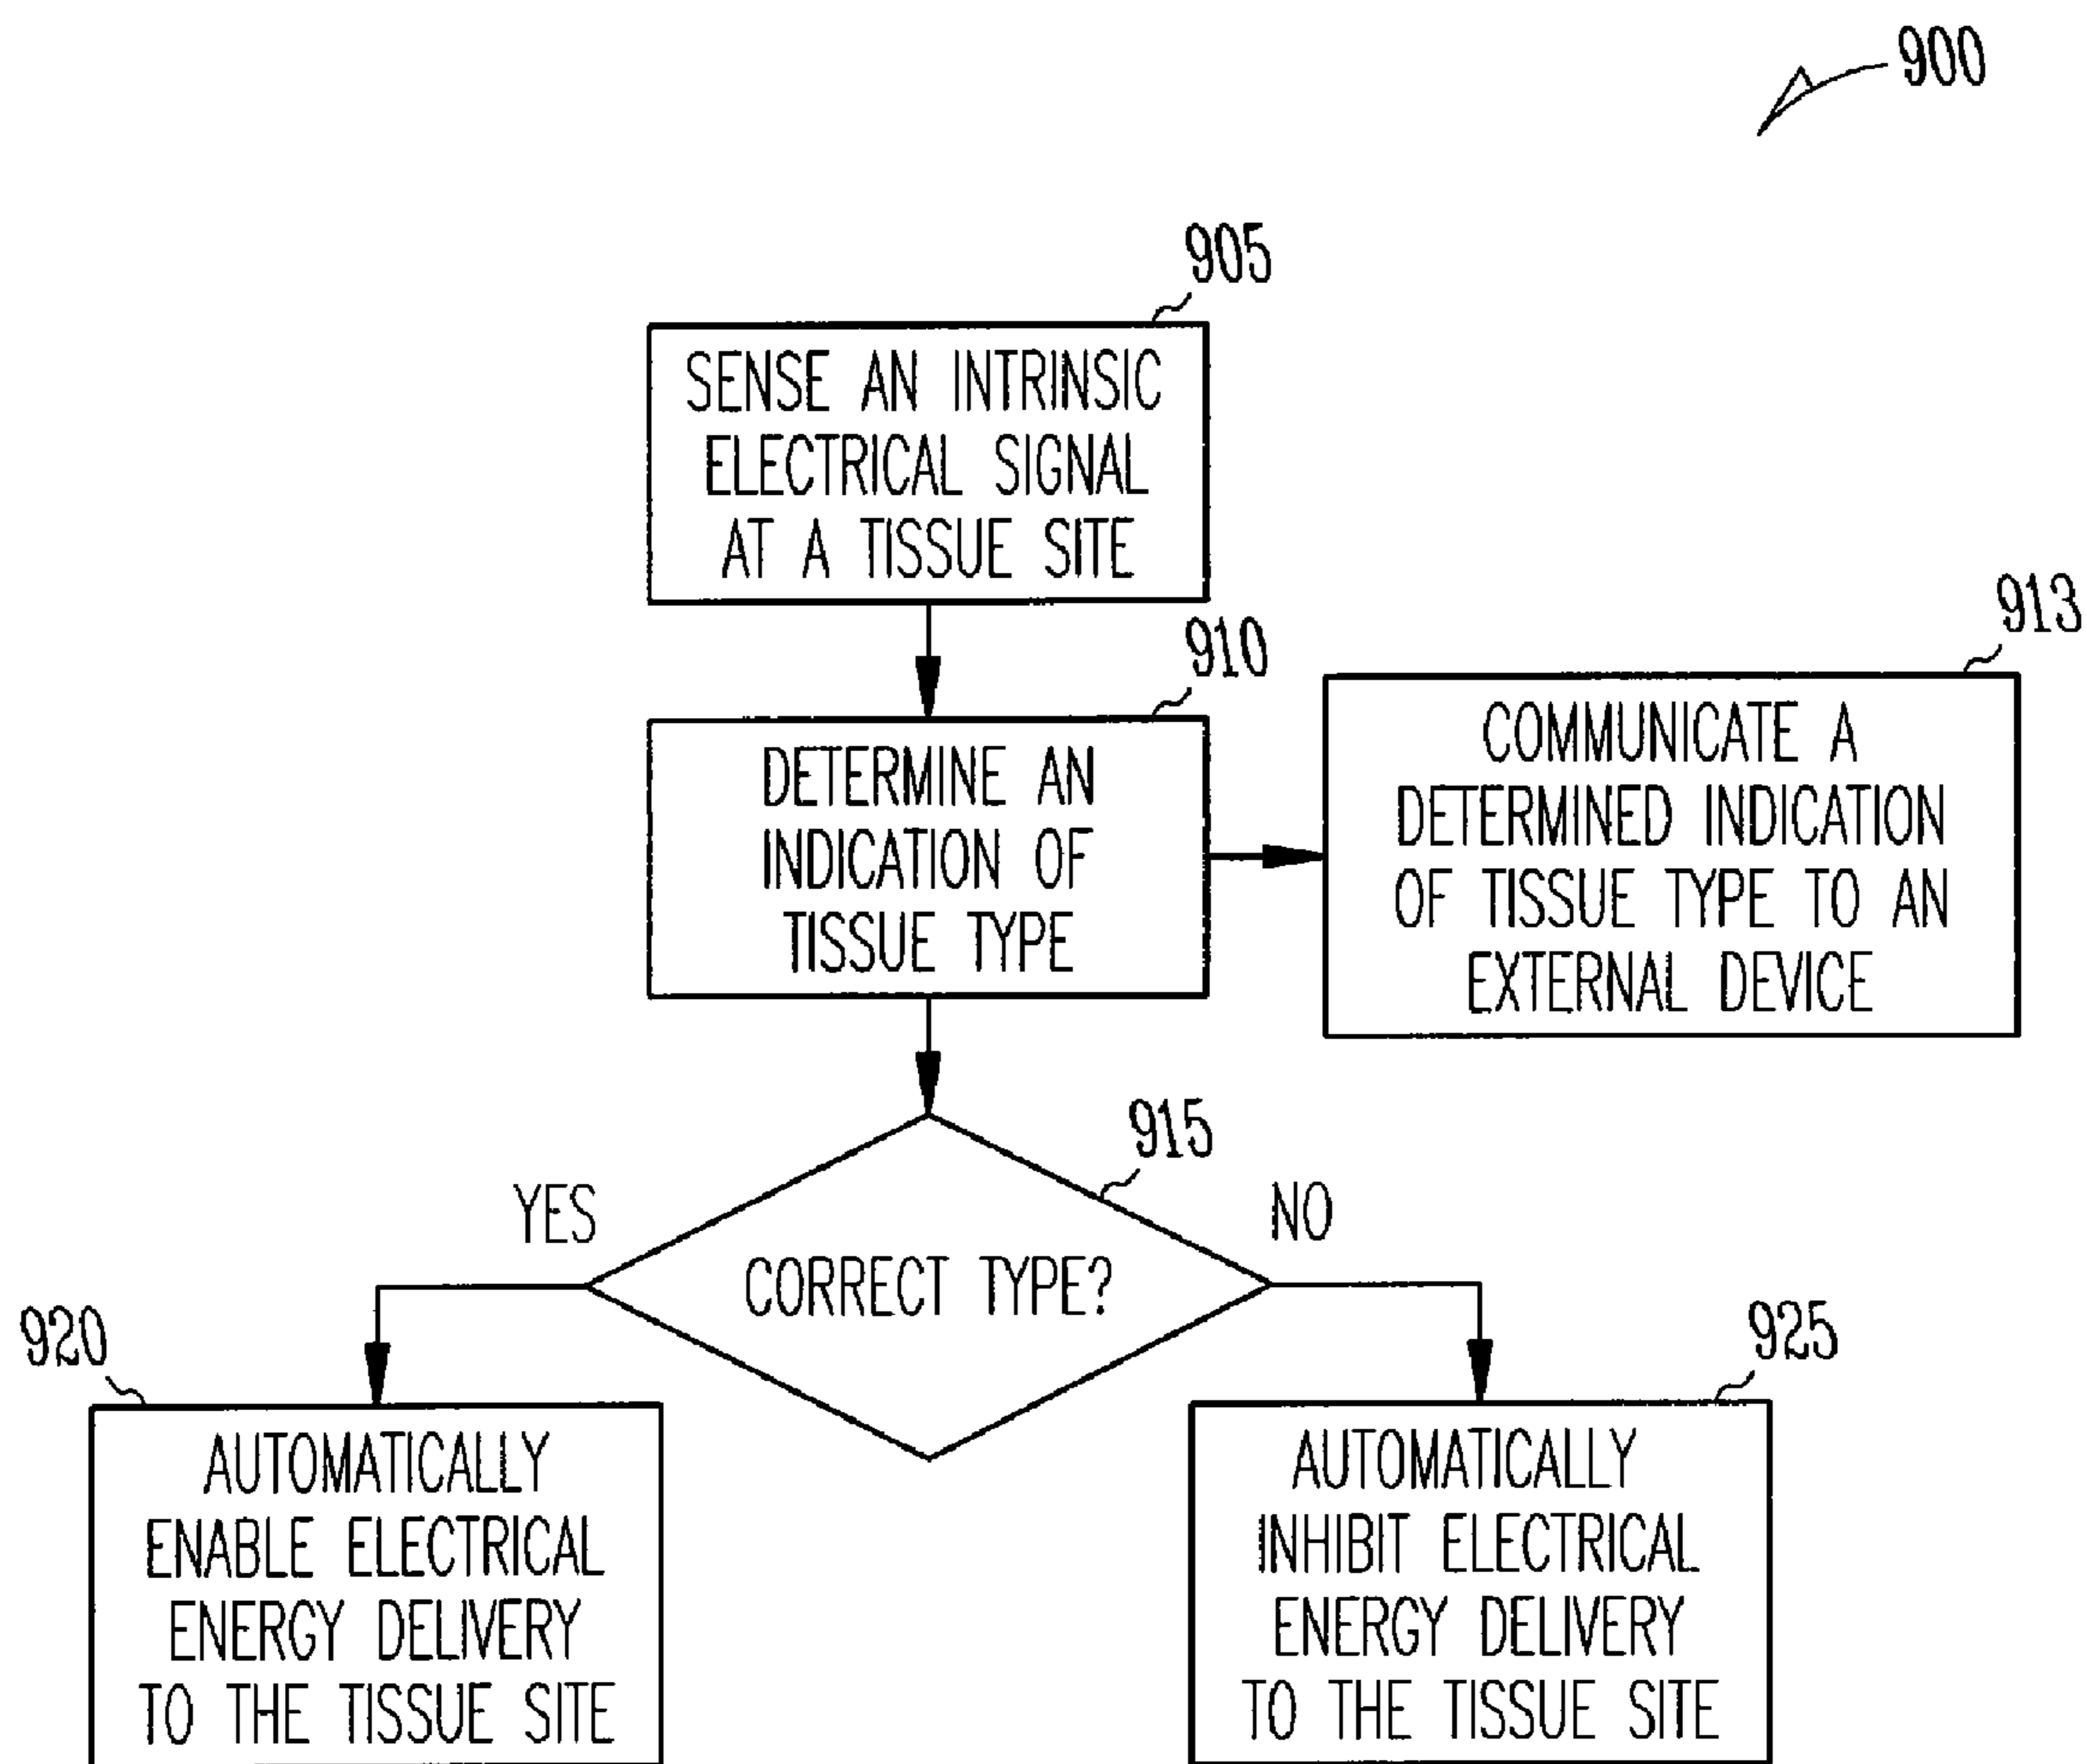 900
905
SENSE AN INTRINSIC
ELECTRICAL SIGNAL
AT A TISSUE SITE
910
DETERMINE AN
INDICATION OF
TISSUE TYPE
913
COMMUNICATE A
DETERMINED INDICATION
OF TISSUE TYPE TO AN
EXTERNAL DEVICE
915
CORRECT TYPE?
YES
NO
920
AUTOMATICALLY
ENABLE ELECTRICAL
ENERGY DELIVERY
TO THE TISSUE SITE
925
AUTOMATICALLY
INHIBIT ELECTRICAL
ENERGY DELIVERY
TO THE TISSUE SITE